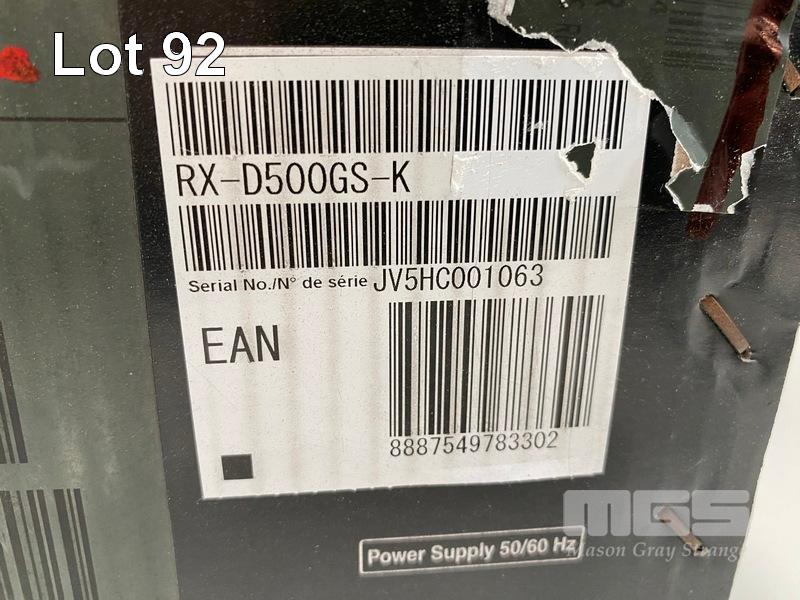 Lot 92
RX-D500GS-K
Serial No./N° de série JV5HC001063
EAN
8887549783302
Power Supply 50/60 Hz
MGS
Mason Gray Strange